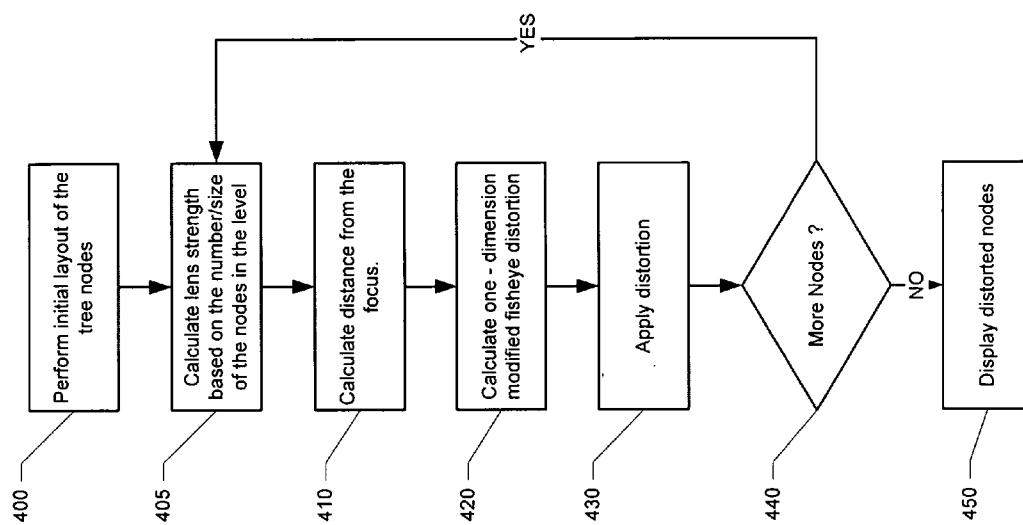 400
Perform initial layout of the
tree nodes
405
Calculate lens strength
based on the number/size
of the nodes in the level
410
Calculate distance from the
focus.
420
Calculate one - dimension
modified fisheye distortion
430
Apply distortion
440
More Nodes ?
YES
NO
450
Display distorted nodes